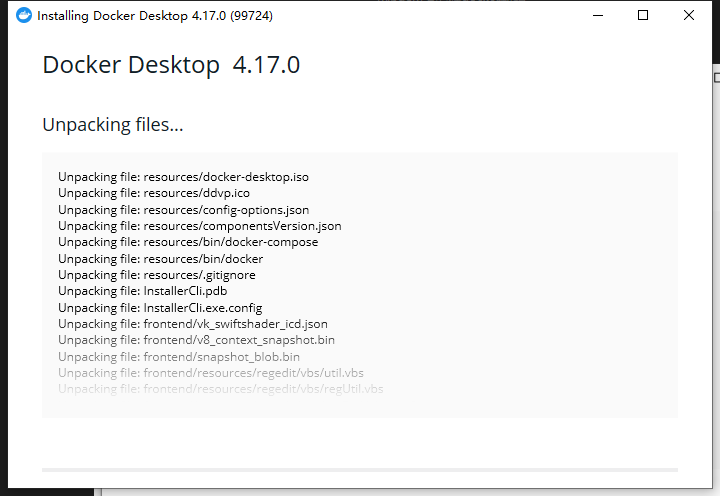 Installing Docker Desktop 4.17.0 (99724)
Docker Desktop 4.17.0
Unpacking files...
Unpacking file: resources/docker-desktop.iso
Unpacking file: resources/ddvp.ico
Unpacking file: resources/config-options.json
Unpacking file: resources/componentsVersion.json
Unpacking file: resources/bin/docker-compose
Unpacking file: resources/bin/docker
Unpacking file: resources/.gitignore
Unpacking file: InstallerCli.pdb
Unpacking file: InstallerCli.exe.config
Unpacking file: frontend/vk_swiftshader_icd.json
Unpacking file: frontend/v8_context_snapshot.bin
Unpacking file: frontend/snapshot_blob.bin
Unpacking file: frontend/resources/regedit/vbs/util.vbs
Unpacking file: frontend/resources/regedit/vbs/regUtil.vbs